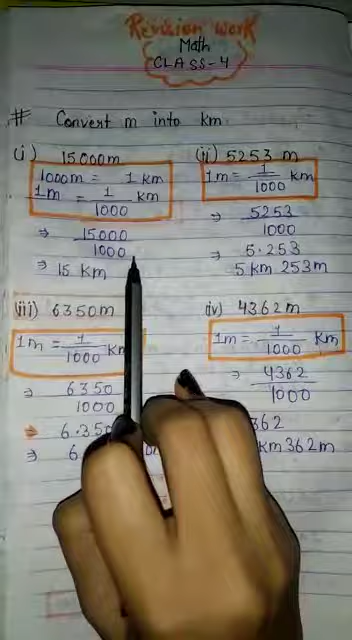 Revision work
Math
CLASS-4
# Convert m into km.
(i) 15000m
1000m = 1 km
1m = 1/1000 km
⇒ 15000/1000
⇒ 15 km
(ii) 5253 m
1m = 1/1000 km
⇒ 5253/1000
⇒ 5.253
5 km 253m
(iii) 6350m
1m = 1/1000 km
⇒ 6350/1000
⇒ 6.350
⇒ 6
(iv) 4362m
1m = 1/1000 km
⇒ 4362/1000
362
km 362m